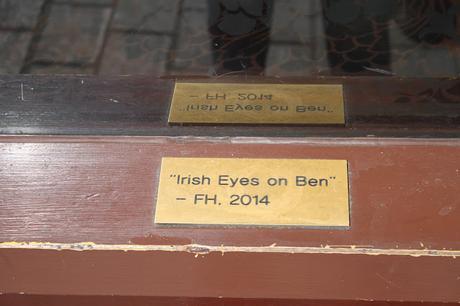 "Irish Eyes on Ben"
– FH, 2014